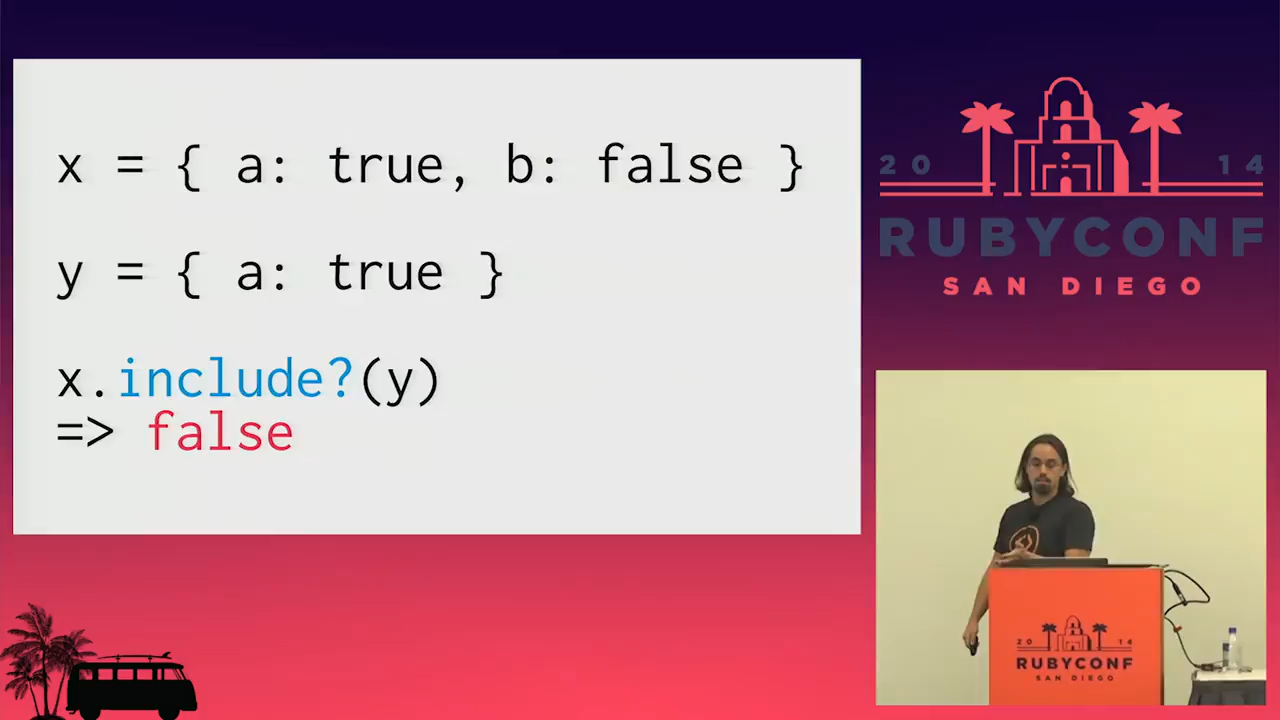 x = { a: true, b: false }
y = { a: true }
x.include?(y)
=> false
20 14
RUBYCONF
SAN DIEGO
20 14
RUBYCONF
SAN DIEGO